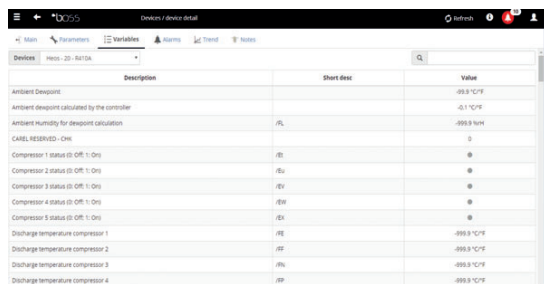 boss Devices / device detail Refresh 10
Main Parameters Variables Alarms Trend Notes
Devices Heos - 20 - R410A
Description Short desc Value
Ambient Dewpoint -99.9 °C/°F
Ambient dewpoint calculated by the controller -0.1 °C/°F
Ambient Humidity for dewpoint calculation /FL -999.9 %rH
CAREL RESERVED - CHK 0
Compressor 1 status (0: Off; 1: On) /Et
Compressor 2 status (0: Off; 1: On) /Eu
Compressor 3 status (0: Off; 1: On) /EV
Compressor 4 status (0: Off; 1: On) /EW
Compressor 5 status (0: Off; 1: On) /EX
Discharge temperature compressor 1 /FE -999.9 °C/°F
Discharge temperature compressor 2 /FF -999.9 °C/°F
Discharge temperature compressor 3 -999.9 °C/°F
Discharge temperature compressor 4 /FP -999.9 °C/°F